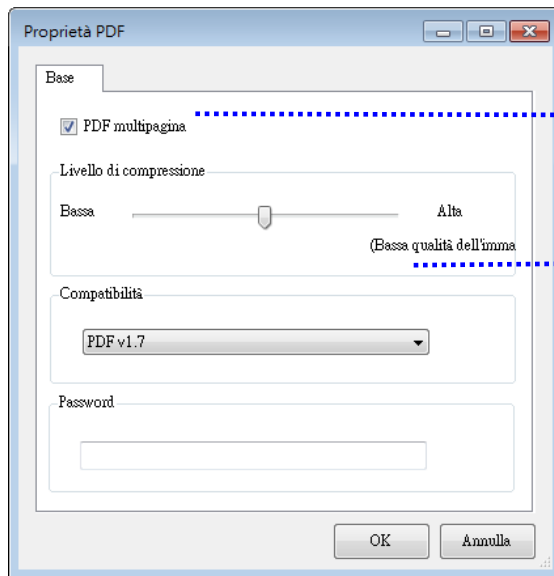 Proprietà PDF
Base
PDF multipagina
Livello di compressione
Bassa Alta
(Bassa qualità dell'imma
Compatibilità
PDF v1.7
Password
OK Annulla